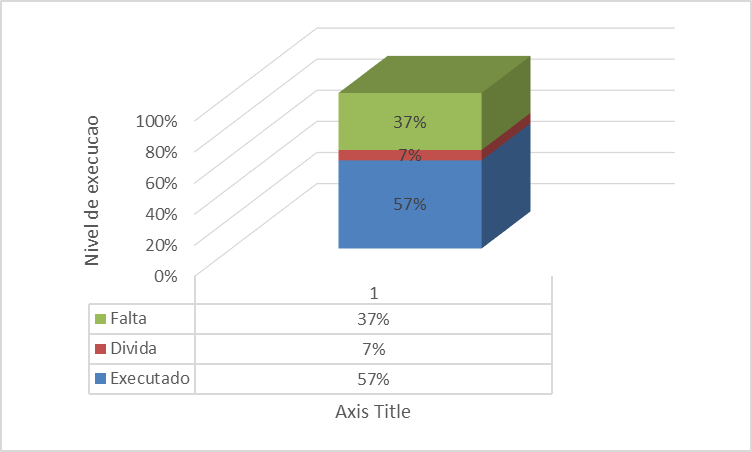 Nivel de execucao
100%
80%
60%
40%
20%
0%
37%
7%
57%
1
Falta 37%
Divida 7%
Executado 57%
Axis Title